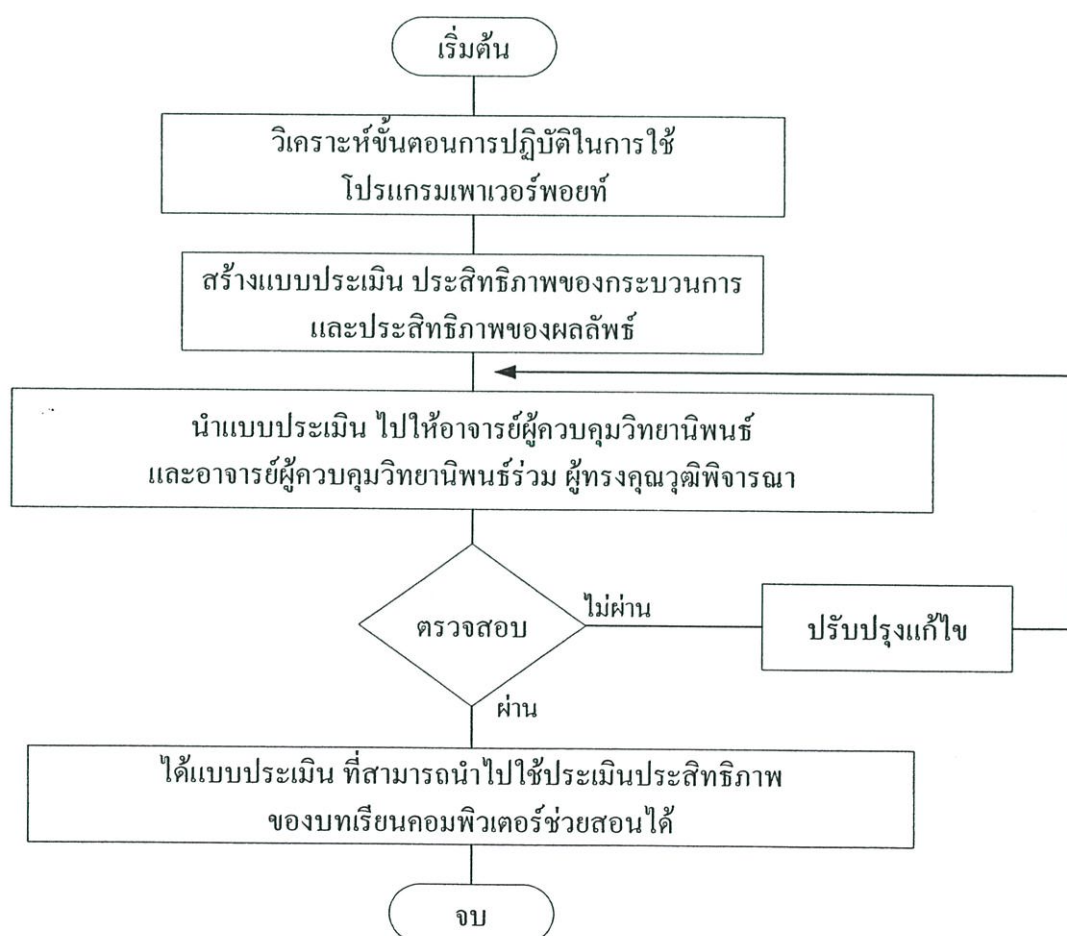 เริ่มต้น
วิเคราะห์ขั้นตอนการปฏิบัติในการใช้
โปรแกรมเพาเวอร์พอยท์
สร้างแบบประเมิน ประสิทธิภาพของกระบวนการ
และประสิทธิภาพของผลลัพธ์
นำแบบประเมิน ไปให้อาจารย์ผู้ควบคุมวิทยานิพนธ์
และอาจารย์ผู้ควบคุมวิทยานิพนธ์ร่วม ผู้ทรงคุณวุฒิพิจารณา
ตรวจสอบ
ไม่ผ่าน
ปรับปรุงแก้ไข
ผ่าน
ได้แบบประเมิน ที่สามารถนำไปใช้ประเมินประสิทธิภาพ
ของบทเรียนคอมพิวเตอร์ช่วยสอนได้
จบ